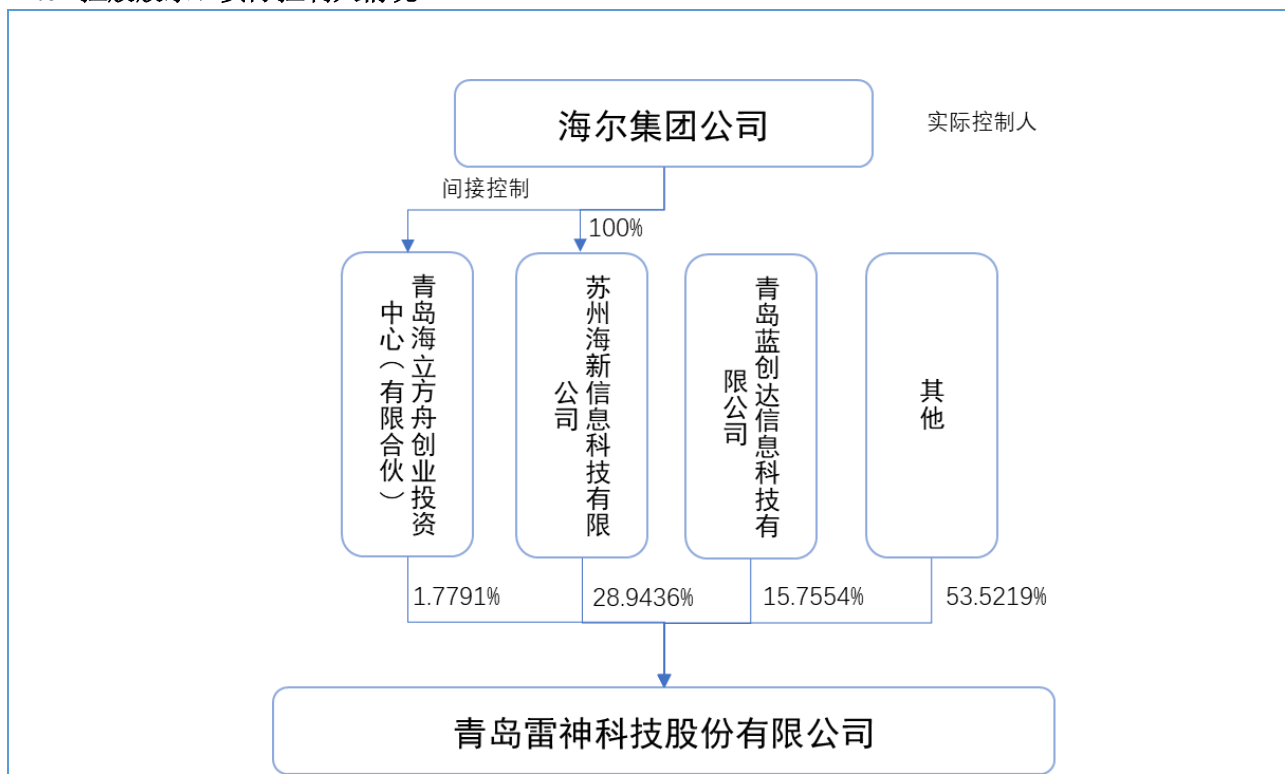 海尔集团公司
实际控制人
间接控制
100%
青岛海立方舟创业投资
中心（有限合伙）
苏州海新信息科技有限
公司
青岛蓝创达信息科技有
限公司
其他
1.7791%
28.9436%
15.7554%
53.5219%
青岛雷神科技股份有限公司